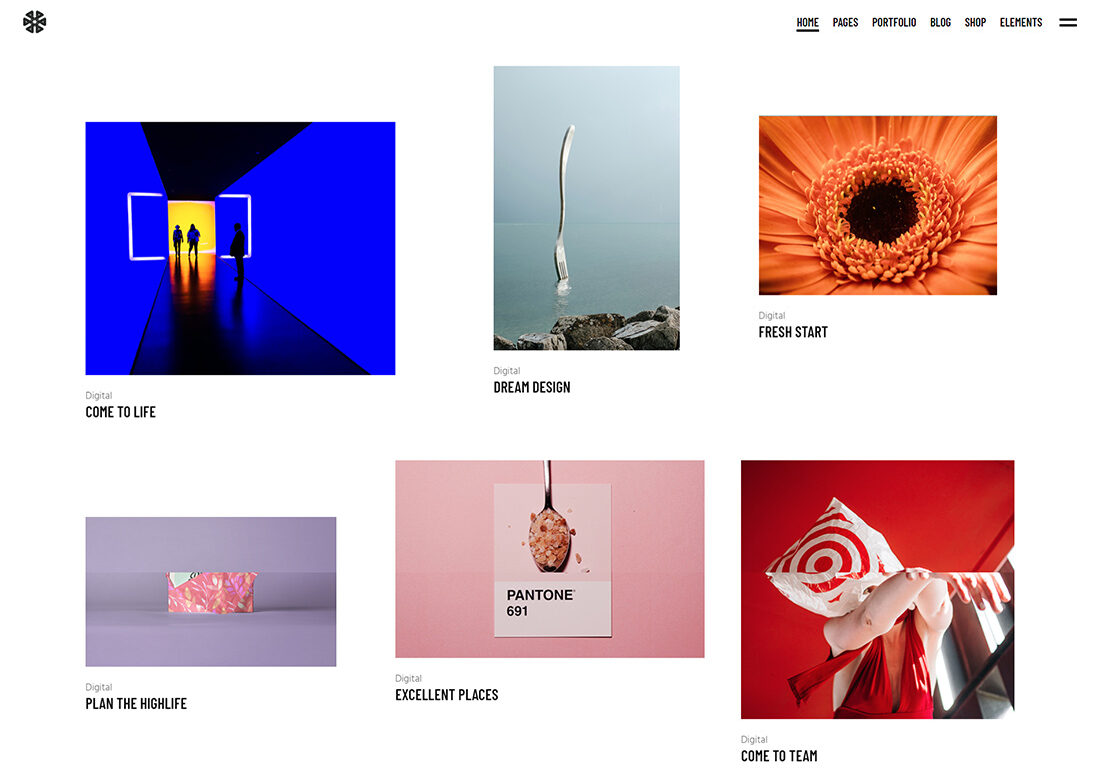 HOME PAGES PORTFOLIO BLOG SHOP ELEMENTS
Digital
COME TO LIFE
Digital
DREAM DESIGN
Digital
FRESH START
Digital
PLAN THE HIGHLIFE
PANTONE®
691
Digital
EXCELLENT PLACES
Digital
COME TO TEAM